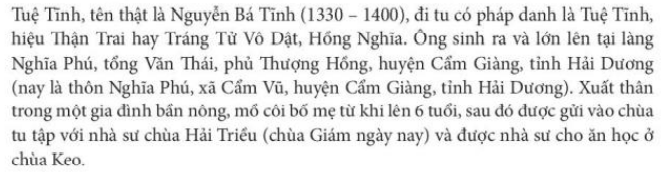 Tuệ Tĩnh, tên thật là Nguyễn Bá Tĩnh (1330 – 1400), đi tu có pháp danh là Tuệ Tĩnh,
hiệu Thận Trai hay Tráng Tử Vô Dật, Hồng Nghĩa. Ông sinh ra và lớn lên tại làng
Nghĩa Phú, tổng Văn Thái, phủ Thượng Hồng, huyện Cẩm Giàng, tỉnh Hải Dương
(nay là thôn Nghĩa Phú, xã Cẩm Vũ, huyện Cẩm Giàng, tỉnh Hải Dương). Xuất thân
trong một gia đình bần nông, mồ côi bố mẹ từ khi lên 6 tuổi, sau đó được gửi vào chùa
tu tập với nhà sư chùa Hải Triều (chùa Giám ngày nay) và được nhà sư cho ăn học ở
chùa Keo.